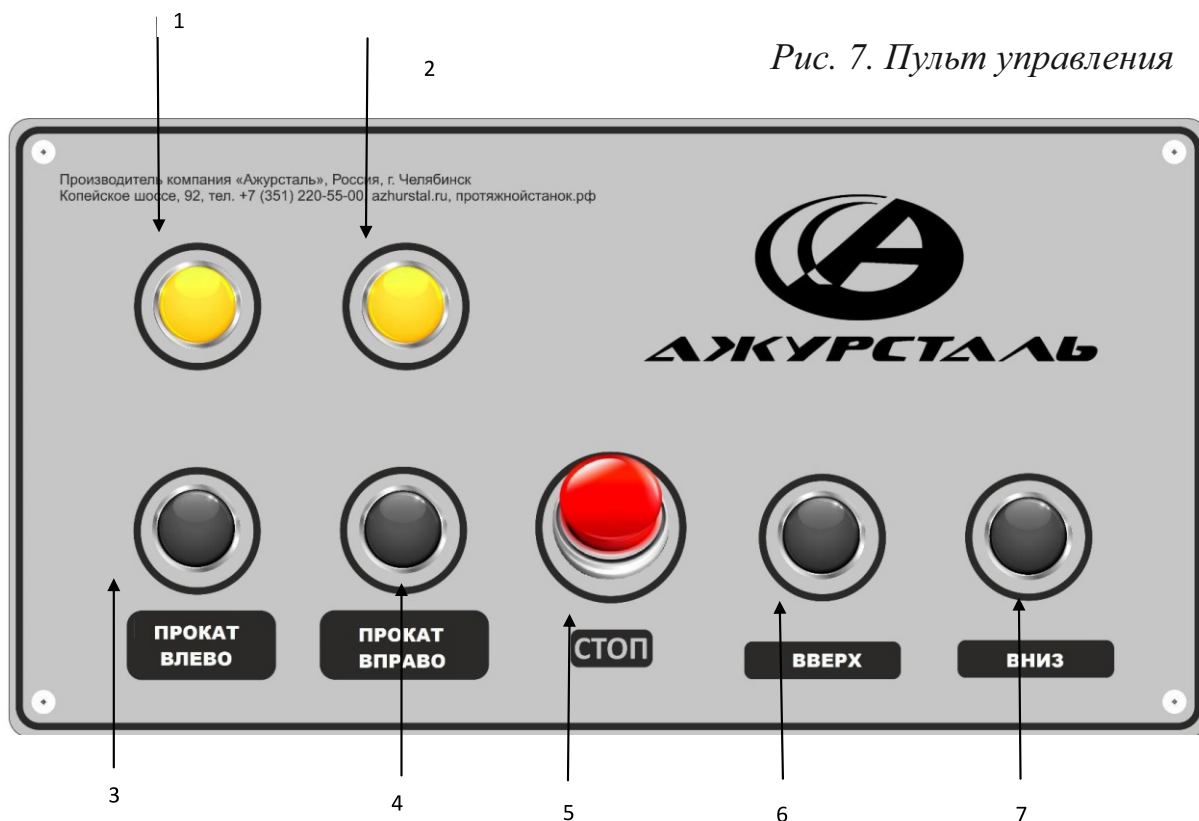 1
2
Рис. 7. Пульт управления
Производитель компания «Ажурсталь», Россия, г. Челябинск
Копейское шоссе, 92, тел. +7 (351) 220-55-00, azhurstal.ru, протяжнойстанок.рф
АЖУРСТАЛЬ
ПРОКАТ
ВЛЕВО
ПРОКАТ
ВПРАВО
СТОП
ВВЕРХ
ВНИЗ
3
4
5
6
7